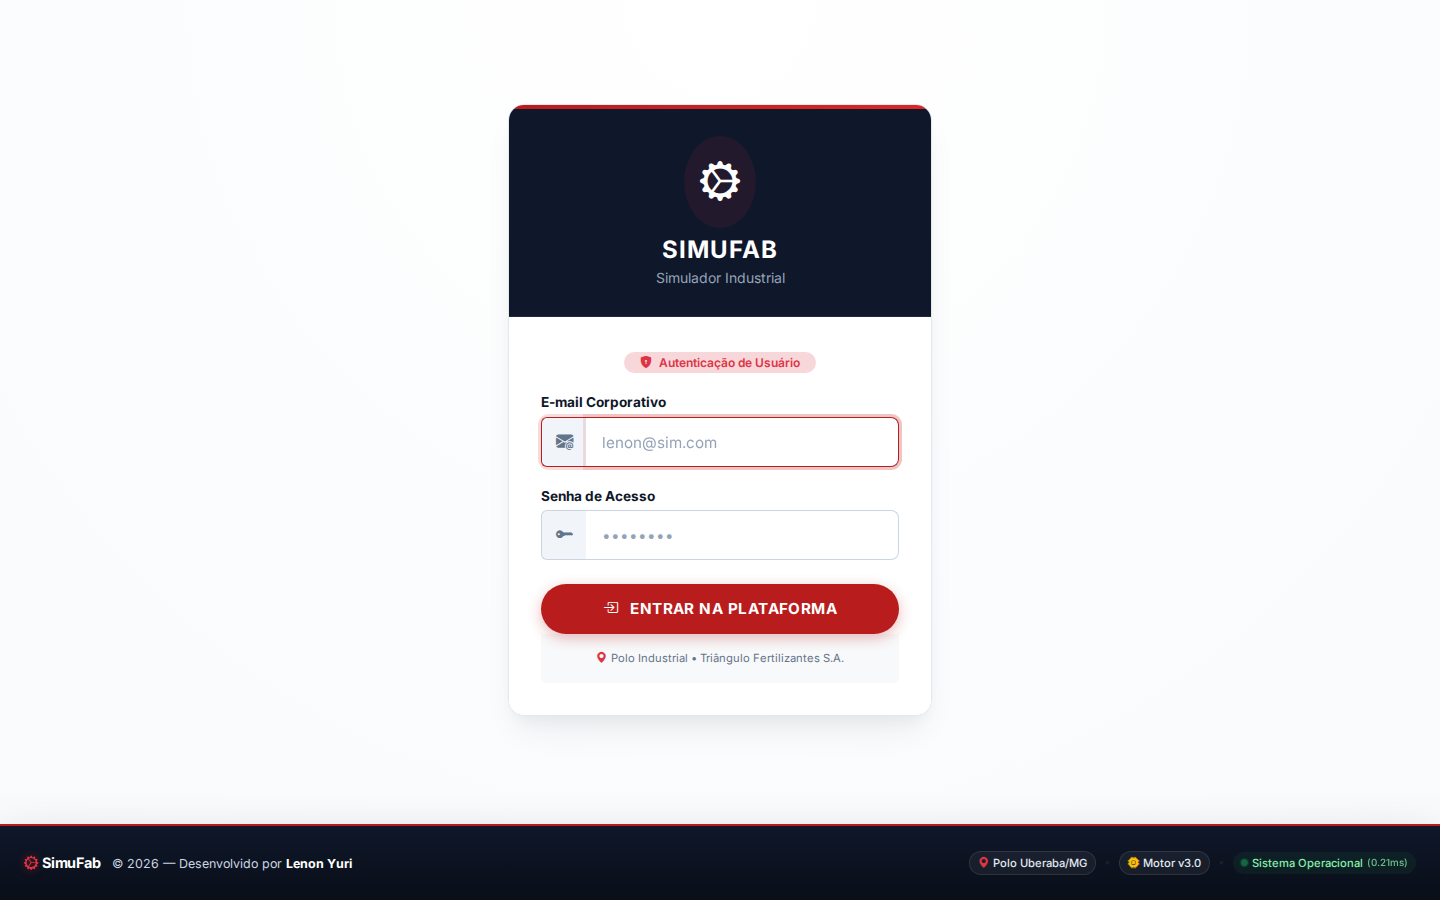 SIMUFAB
Simulador Industrial
Autenticação de Usuário
E-mail Corporativo
lenon@sim.com
Senha de Acesso
••••••••
ENTRAR NA PLATAFORMA
Polo Industrial • Triângulo Fertilizantes S.A.
SimuFab © 2026 — Desenvolvido por Lenon Yuri
Polo Uberaba/MG · Motor v3.0 · Sistema Operacional (0.21ms)